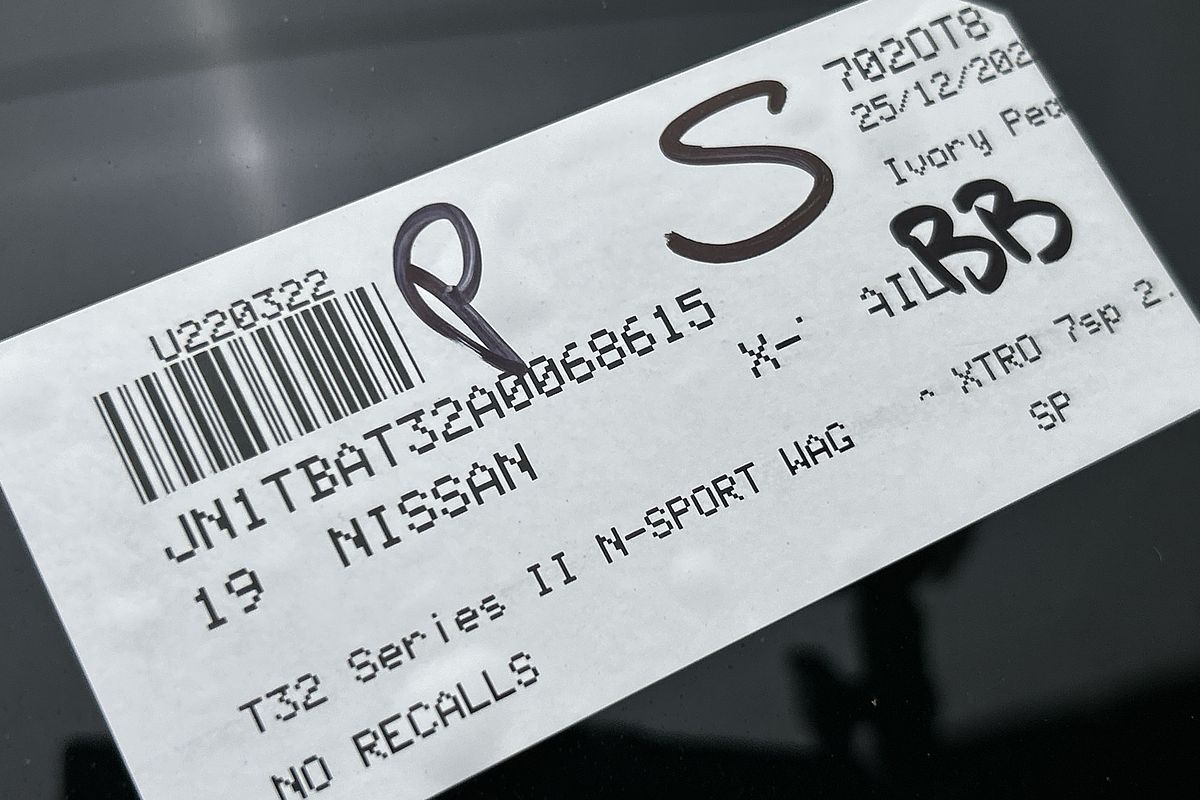 7020T8
25/12/202
Ivory Pea
S
P
BB
U220322
JN1TBAT32A0068615 X- AIL
19 NISSAN
T32 Series II N-SPORT WAG - XTRO 7sp 2.
SP
NO RECALLS